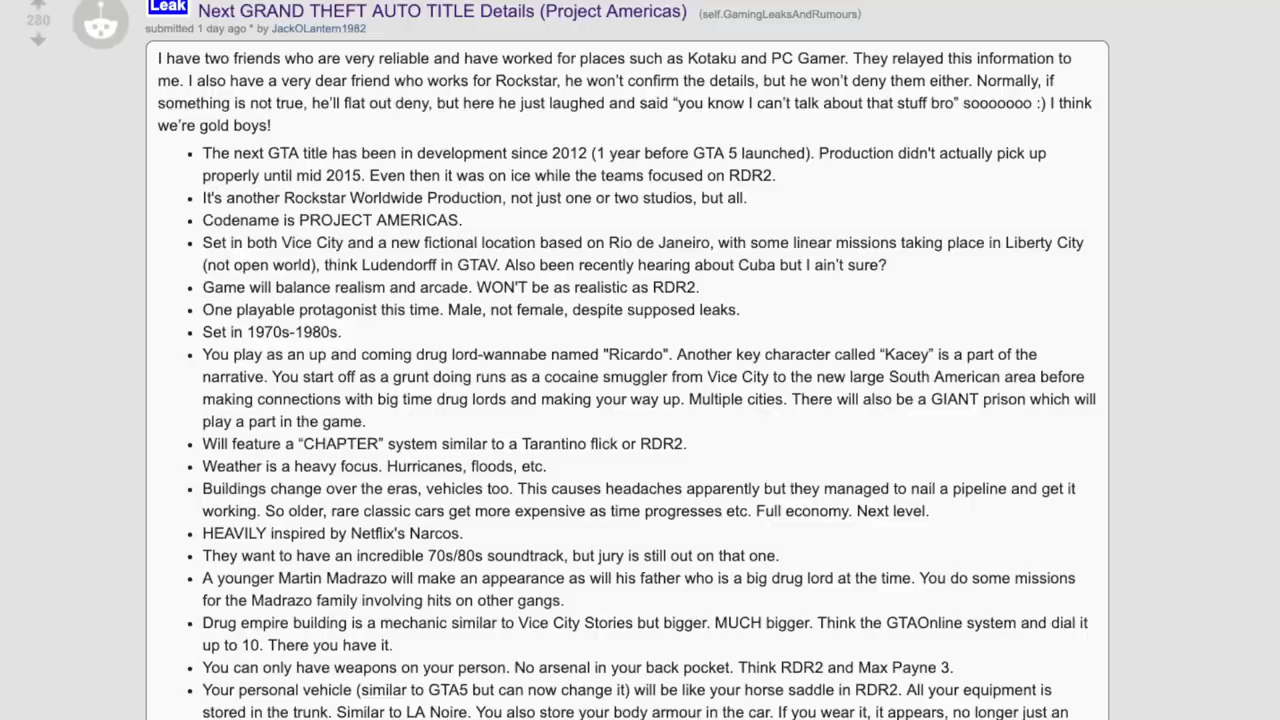 Leak Next GRAND THEFT AUTO TITLE Details (Project Americas) (self.GamingLeaksAndRumours)
280
submitted 1 day ago * by JackOLantern1982
I have two friends who are very reliable and have worked for places such as Kotaku and PC Gamer. They relayed this information to
me. I also have a very dear friend who works for Rockstar, he won’t confirm the details, but he won’t deny them either. Normally, if
something is not true, he’ll flat out deny, but here he just laughed and said “you know I can’t talk about that stuff bro” sooooooo :) I think
we’re gold boys!
• The next GTA title has been in development since 2012 (1 year before GTA 5 launched). Production didn't actually pick up
properly until mid 2015. Even then it was on ice while the teams focused on RDR2.
• It's another Rockstar Worldwide Production, not just one or two studios, but all.
• Codename is PROJECT AMERICAS.
• Set in both Vice City and a new fictional location based on Rio de Janeiro, with some linear missions taking place in Liberty City
(not open world), think Ludendorff in GTAV. Also been recently hearing about Cuba but I ain’t sure?
• Game will balance realism and arcade. WON'T be as realistic as RDR2.
• One playable protagonist this time. Male, not female, despite supposed leaks.
• Set in 1970s-1980s.
• You play as an up and coming drug lord-wannabe named "Ricardo". Another key character called “Kacey” is a part of the
narrative. You start off as a grunt doing runs as a cocaine smuggler from Vice City to the new large South American area before
making connections with big time drug lords and making your way up. Multiple cities. There will also be a GIANT prison which will
play a part in the game.
• Will feature a “CHAPTER” system similar to a Tarantino flick or RDR2.
• Weather is a heavy focus. Hurricanes, floods, etc.
• Buildings change over the eras, vehicles too. This causes headaches apparently but they managed to nail a pipeline and get it
working. So older, rare classic cars get more expensive as time progresses etc. Full economy. Next level.
• HEAVILY inspired by Netflix's Narcos.
• They want to have an incredible 70s/80s soundtrack, but jury is still out on that one.
• A younger Martin Madrazo will make an appearance as will his father who is a big drug lord at the time. You do some missions
for the Madrazo family involving hits on other gangs.
• Drug empire building is a mechanic similar to Vice City Stories but bigger. MUCH bigger. Think the GTAOnline system and dial it
up to 10. There you have it.
• You can only have weapons on your person. No arsenal in your back pocket. Think RDR2 and Max Payne 3.
• Your personal vehicle (similar to GTA5 but can now change it) will be like your horse saddle in RDR2. All your equipment is
stored in the trunk. Similar to LA Noire. You also store your body armour in the car. If you wear it, it appears, no longer just an